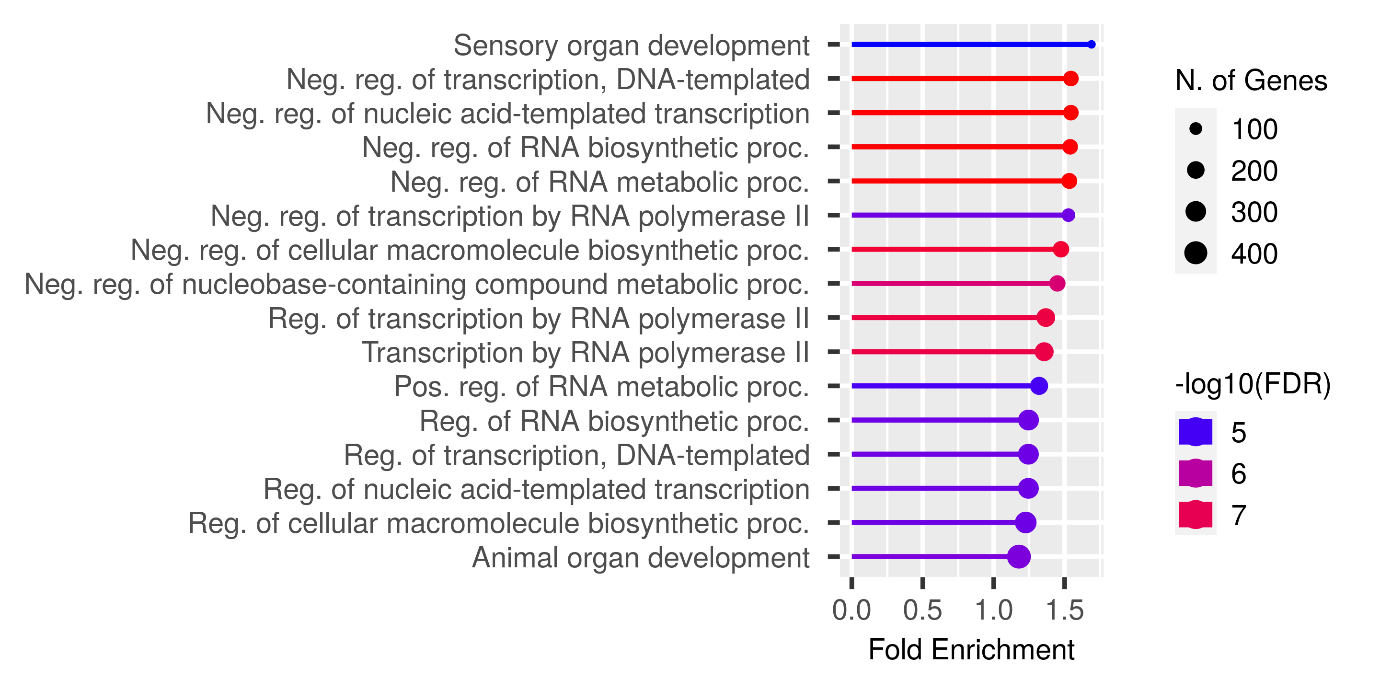 Sensory organ development
Neg. reg. of transcription, DNA-templated
Neg. reg. of nucleic acid-templated transcription
Neg. reg. of RNA biosynthetic proc.
Neg. reg. of RNA metabolic proc.
Neg. reg. of transcription by RNA polymerase II
Neg. reg. of cellular macromolecule biosynthetic proc.
Neg. reg. of nucleobase-containing compound metabolic proc.
Reg. of transcription by RNA polymerase II
Transcription by RNA polymerase II
Pos. reg. of RNA metabolic proc.
Reg. of RNA biosynthetic proc.
Reg. of transcription, DNA-templated
Reg. of nucleic acid-templated transcription
Reg. of cellular macromolecule biosynthetic proc.
Animal organ development
0.0 0.5 1.0 1.5
Fold Enrichment
N. of Genes
100
200
300
400
-log10(FDR)
5
6
7